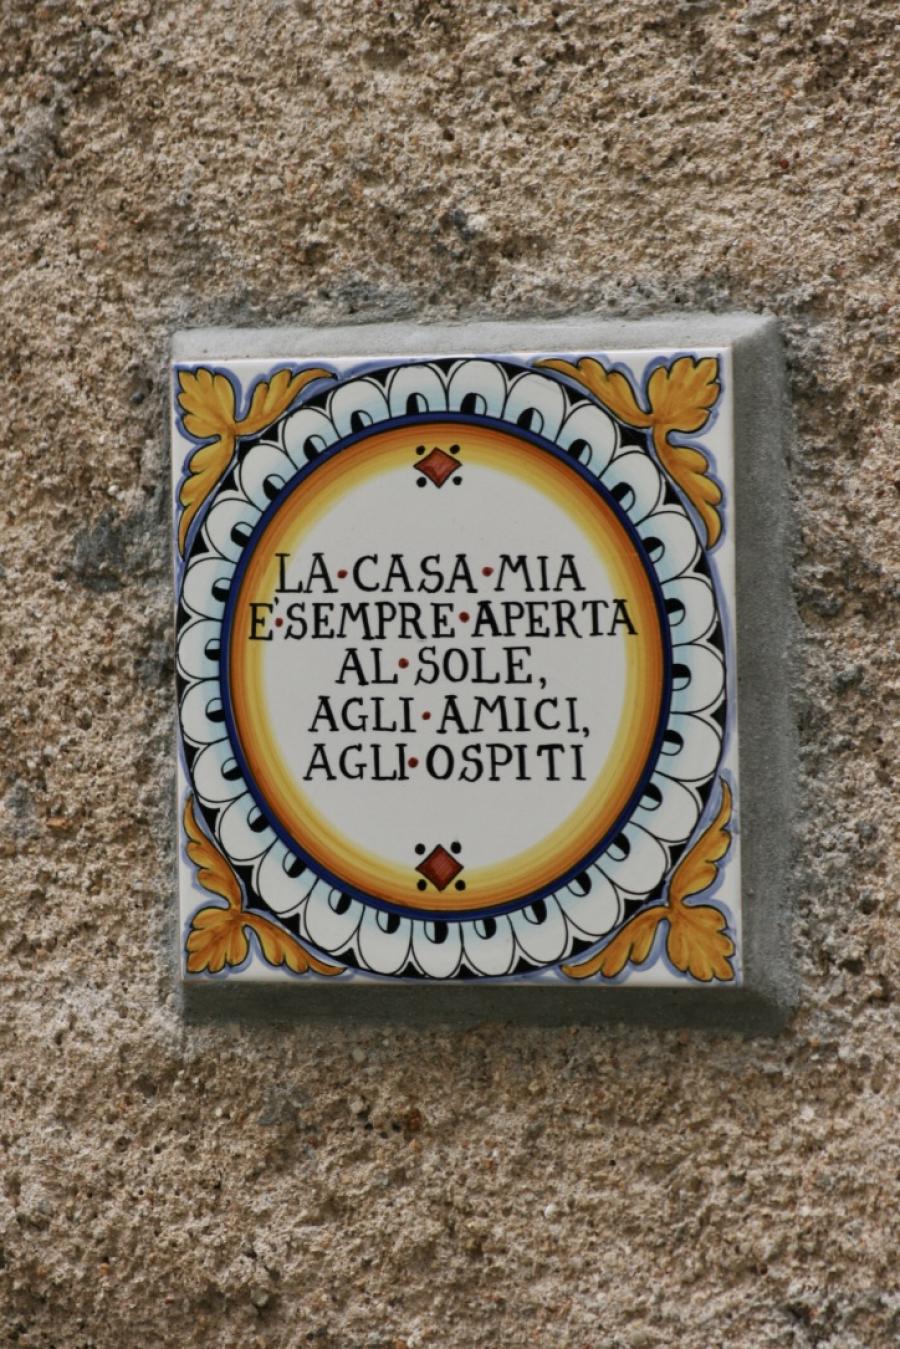 LA·CASA·MIA
E'·SEMPRE·APERTA
AL·SOLE,
AGLI·AMICI,
AGLI·OSPITI